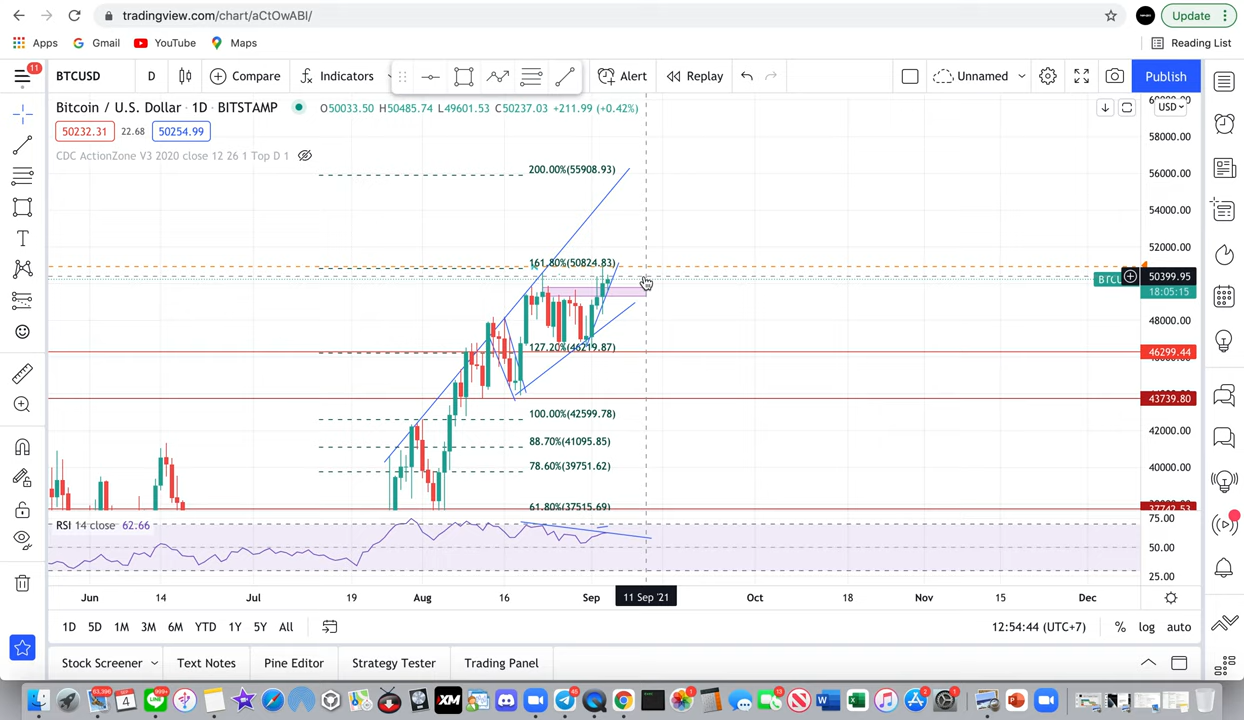 tradingview.com/chart/aCtOwABI/
Update
Apps
Gmail
YouTube
Maps
Reading List
11
BTCUSD
D
Compare
Indicators
Alert
Replay
Unnamed
Publish
Bitcoin / U.S. Dollar · 1D · BITSTAMP
O50033.50 H50485.74 L49601.53 C50237.03 +211.99 (+0.42%)
50232.31
22.68
50254.99
CDC ActionZone V3 2020 close 12 26 1 Top D 1
USD
58000.00
200.00%(55908.93)
56000.00
54000.00
52000.00
161.80%(50824.83)
50399.95
18:05:15
48000.00
127.20%(46219.87)
46299.44
43739.80
100.00%(42599.78)
42000.00
88.70%(41095.85)
78.60%(39751.62)
40000.00
61.80%(37515.69)
37742.53
RSI 14 close 62.66
75.00
50.00
25.00
Jun
14
Jul
19
Aug
16
Sep
11 Sep '21
Oct
18
Nov
15
Dec
1D
5D
1M
3M
6M
YTD
1Y
5Y
All
12:54:44 (UTC+7)
%
log
auto
Stock Screener
Text Notes
Pine Editor
Strategy Tester
Trading Panel
XM